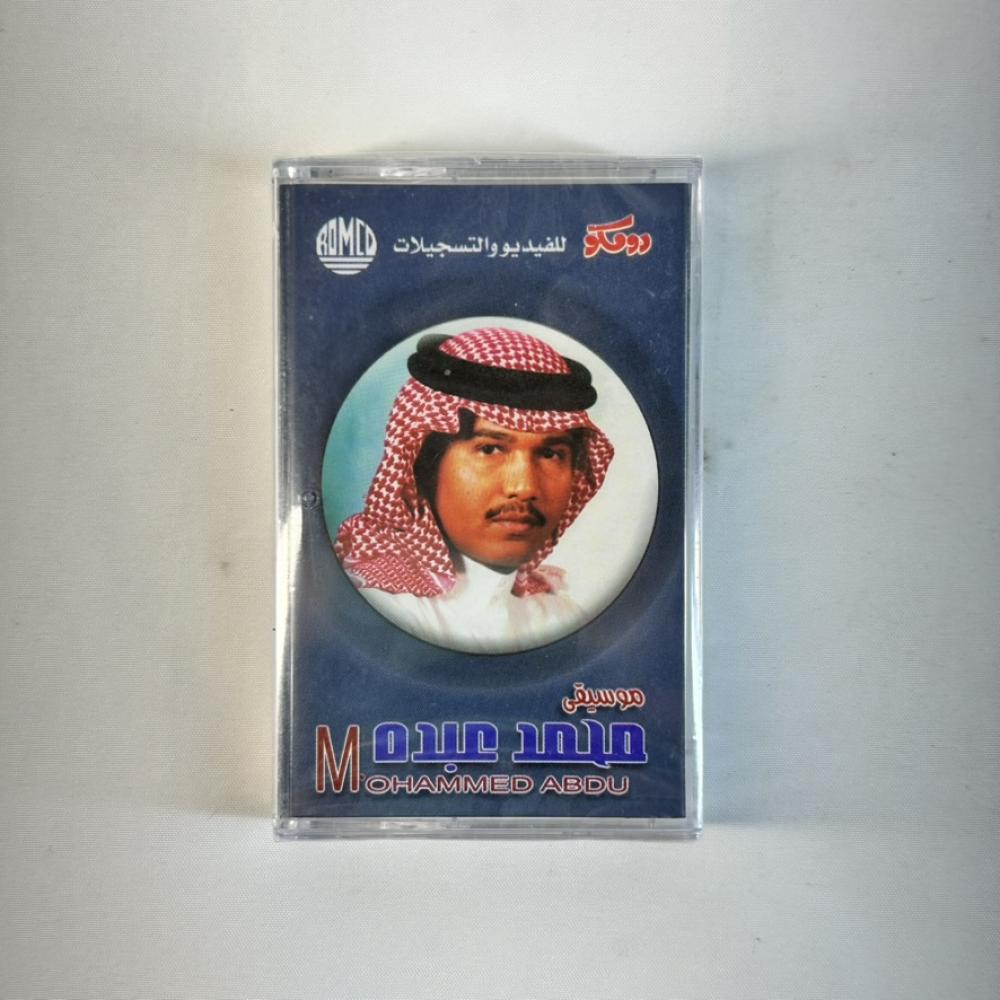 رومكو للفيديو والتسجيلات ROMCO
موسيقى
محمد عبده
MOHAMMED ABDU